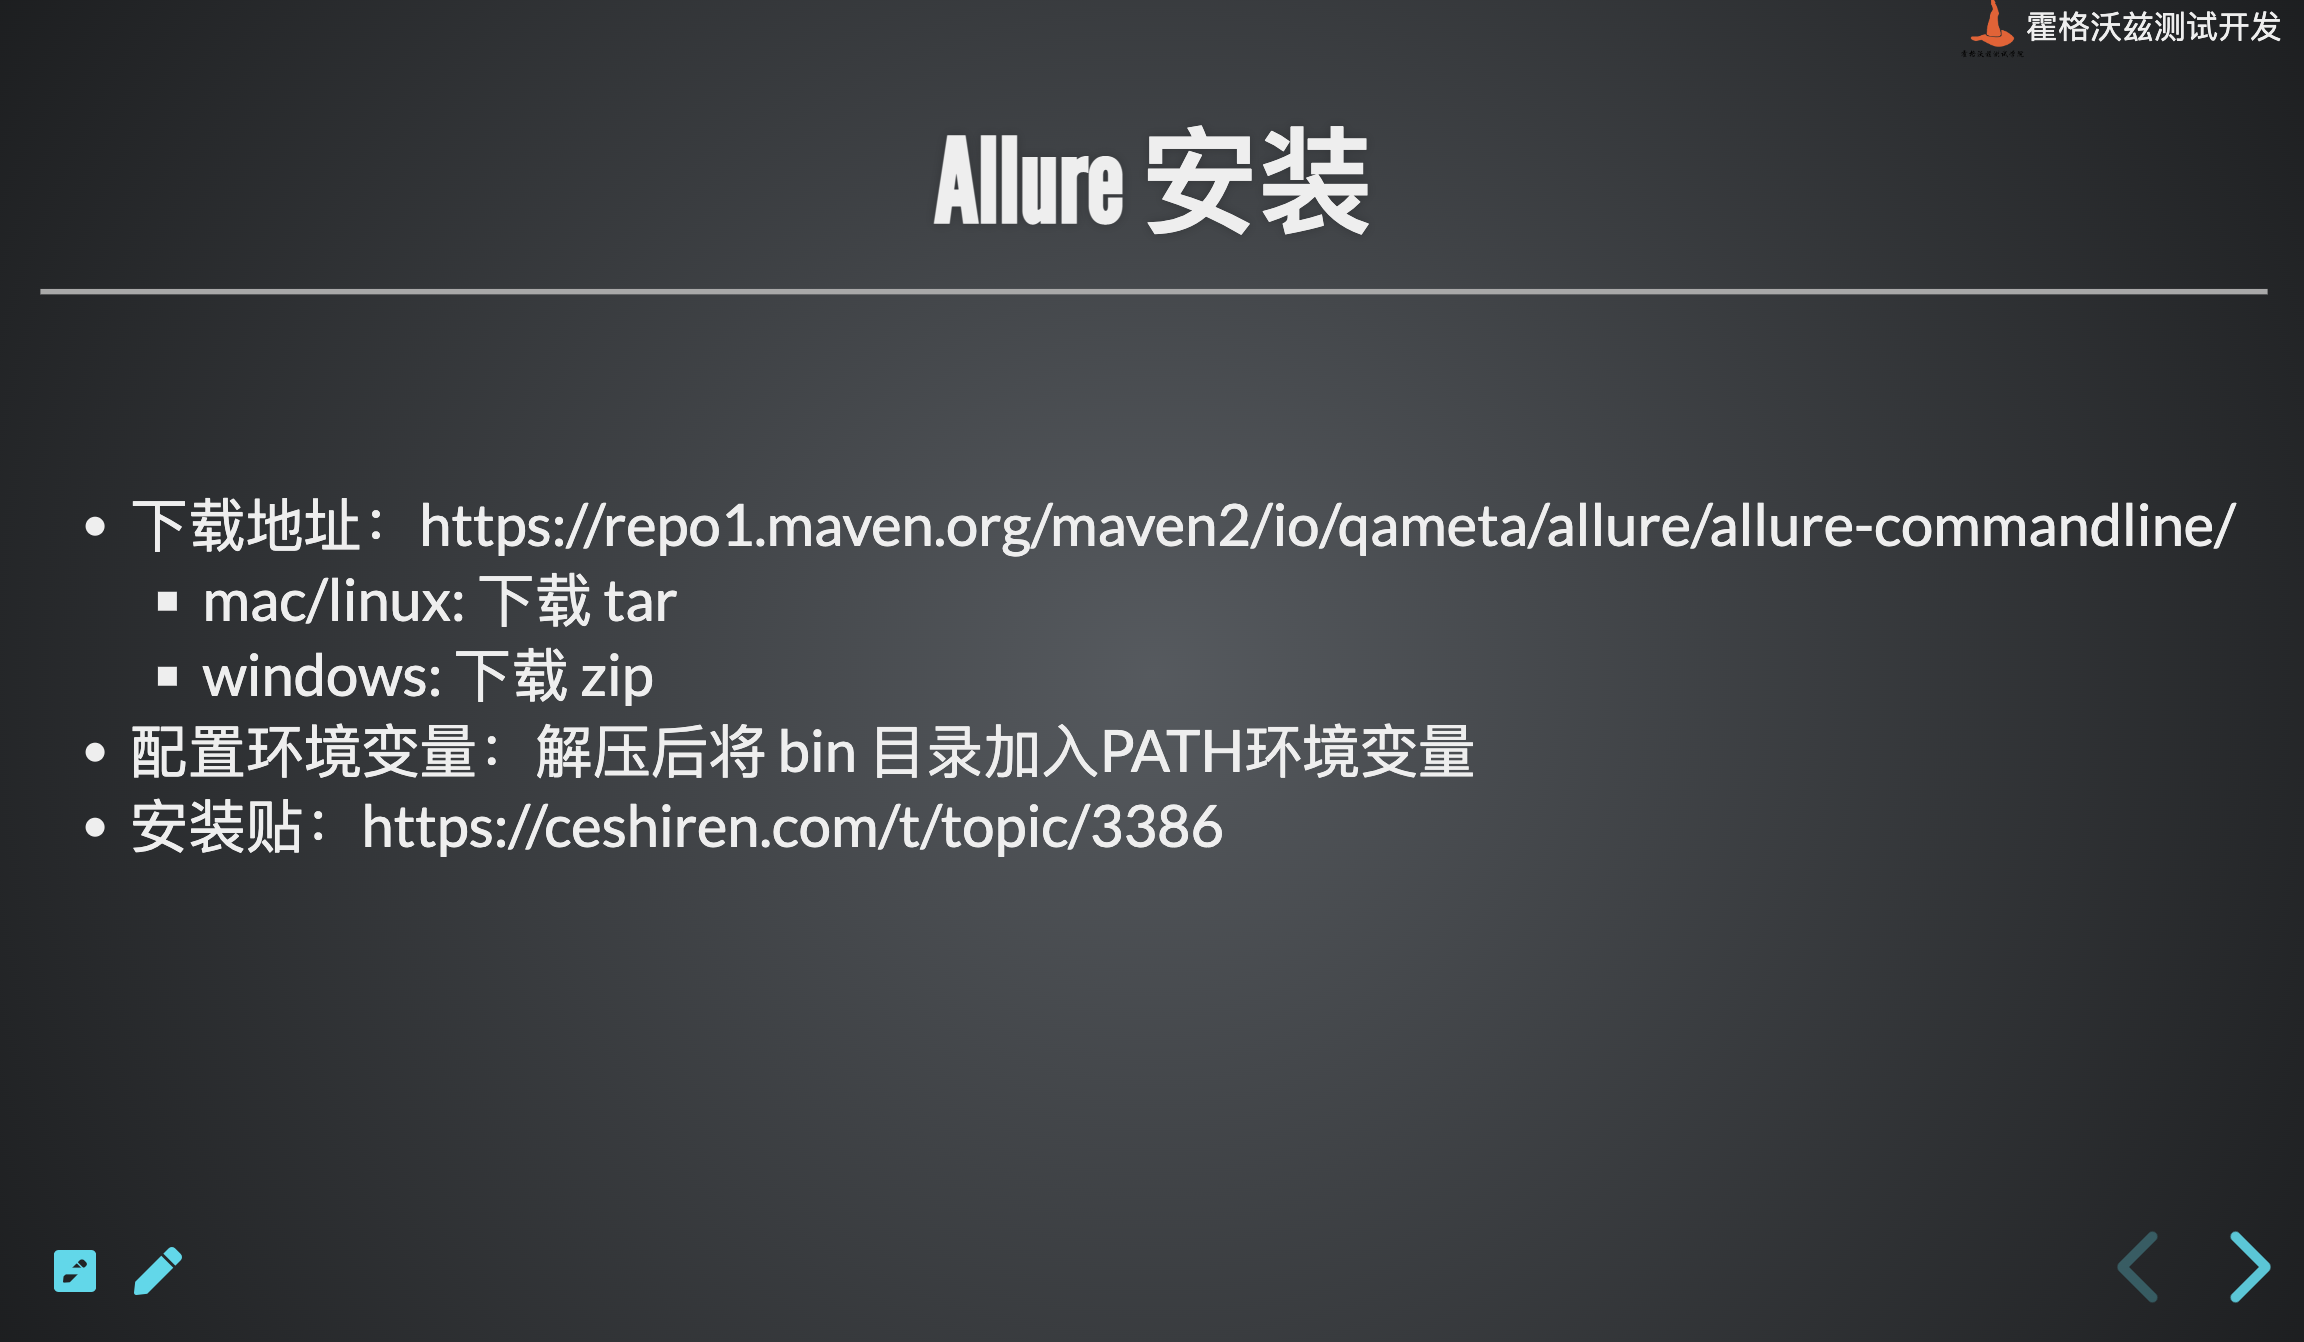 霍格沃兹测试开发
Allure 安装
下载地址：https://repo1.maven.org/maven2/io/qameta/allure/allure-commandline/
mac/linux: 下载 tar
windows: 下载 zip
配置环境变量：解压后将 bin 目录加入PATH环境变量
安装贴：https://ceshiren.com/t/topic/3386